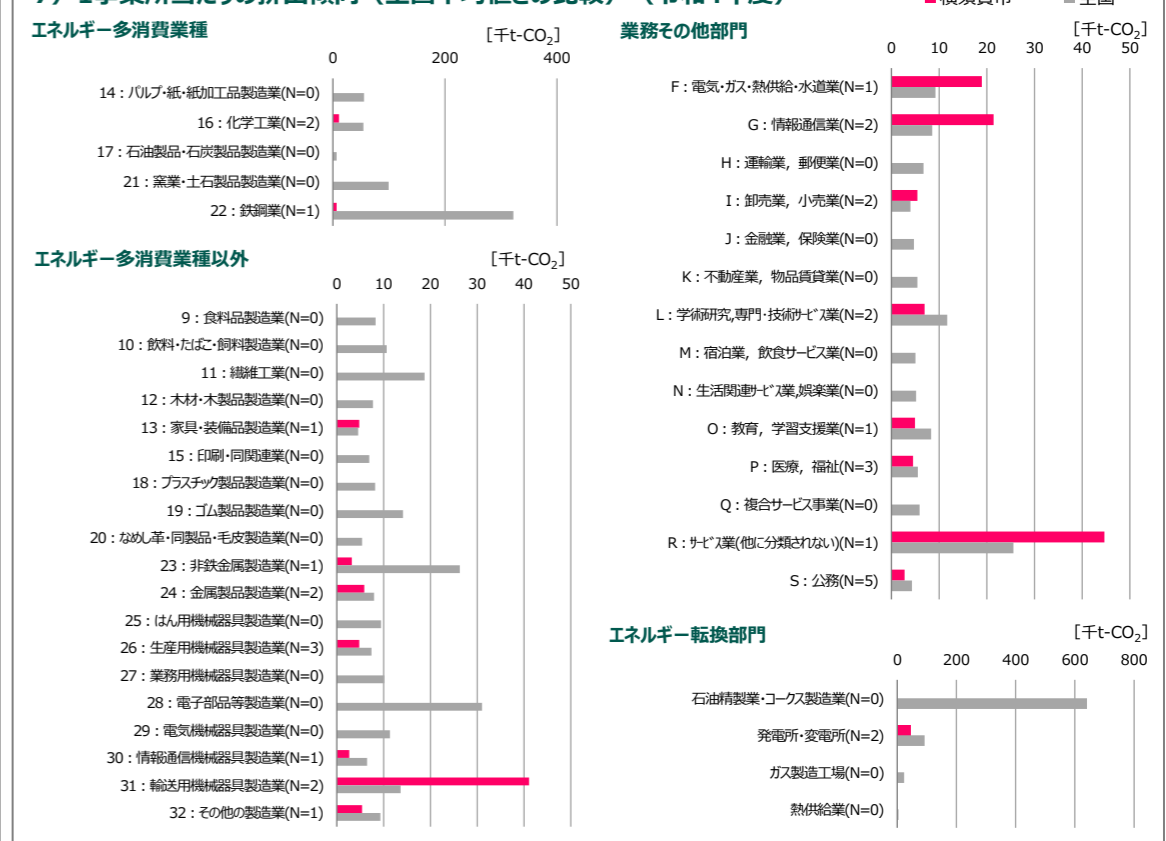 エネルギー多消費業種
[千t-CO2]
0 200 400
14：パルプ・紙・紙加工品製造業(N=0)
16：化学工業(N=2)
17：石油製品・石炭製品製造業(N=0)
21：窯業・土石製品製造業(N=0)
22：鉄鋼業(N=1)
エネルギー多消費業種以外
[千t-CO2]
0 10 20 30 40 50
9：食料品製造業(N=0)
10：飲料・たばこ・飼料製造業(N=0)
11：繊維工業(N=0)
12：木材・木製品製造業(N=0)
13：家具・装備品製造業(N=1)
15：印刷・同関連業(N=0)
18：プラスチック製品製造業(N=0)
19：ゴム製品製造業(N=0)
20：なめし革・同製品・毛皮製造業(N=0)
23：非鉄金属製造業(N=1)
24：金属製品製造業(N=2)
25：はん用機械器具製造業(N=0)
26：生産用機械器具製造業(N=3)
27：業務用機械器具製造業(N=0)
28：電子部品等製造業(N=0)
29：電気機械器具製造業(N=0)
30：情報通信機械器具製造業(N=1)
31：輸送用機械器具製造業(N=2)
32：その他の製造業(N=1)
業務その他部門
[千t-CO2]
0 10 20 30 40 50
F：電気・ガス・熱供給・水道業(N=1)
G：情報通信業(N=2)
H：運輸業，郵便業(N=0)
I：卸売業，小売業(N=2)
J：金融業，保険業(N=0)
K：不動産業，物品賃貸業(N=0)
L：学術研究,専門・技術サービス業(N=2)
M：宿泊業，飲食サービス業(N=0)
N：生活関連サービス業,娯楽業(N=0)
O：教育，学習支援業(N=1)
P：医療，福祉(N=3)
Q：複合サービス事業(N=0)
R：サービス業(他に分類されない)(N=1)
S：公務(N=5)
エネルギー転換部門
[千t-CO2]
0 200 400 600 800
石油精製業・コークス製造業(N=0)
発電所・変電所(N=2)
ガス製造工場(N=0)
熱供給業(N=0)